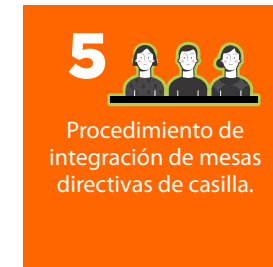 5
Procedimiento de
integración de mesas
directivas de casilla.